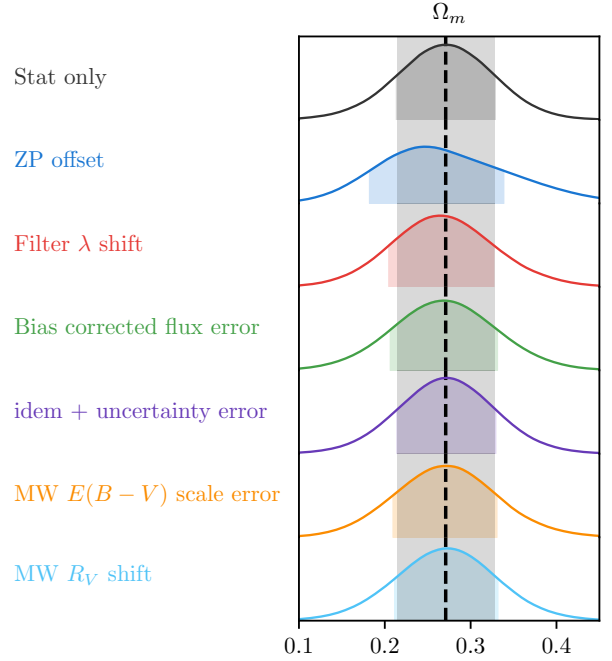 Ωₘ
Stat only
ZP offset
Filter λ shift
Bias corrected flux error
idem + uncertainty error
MW E(B − V) scale error
MW R_V shift
0.1 0.2 0.3 0.4